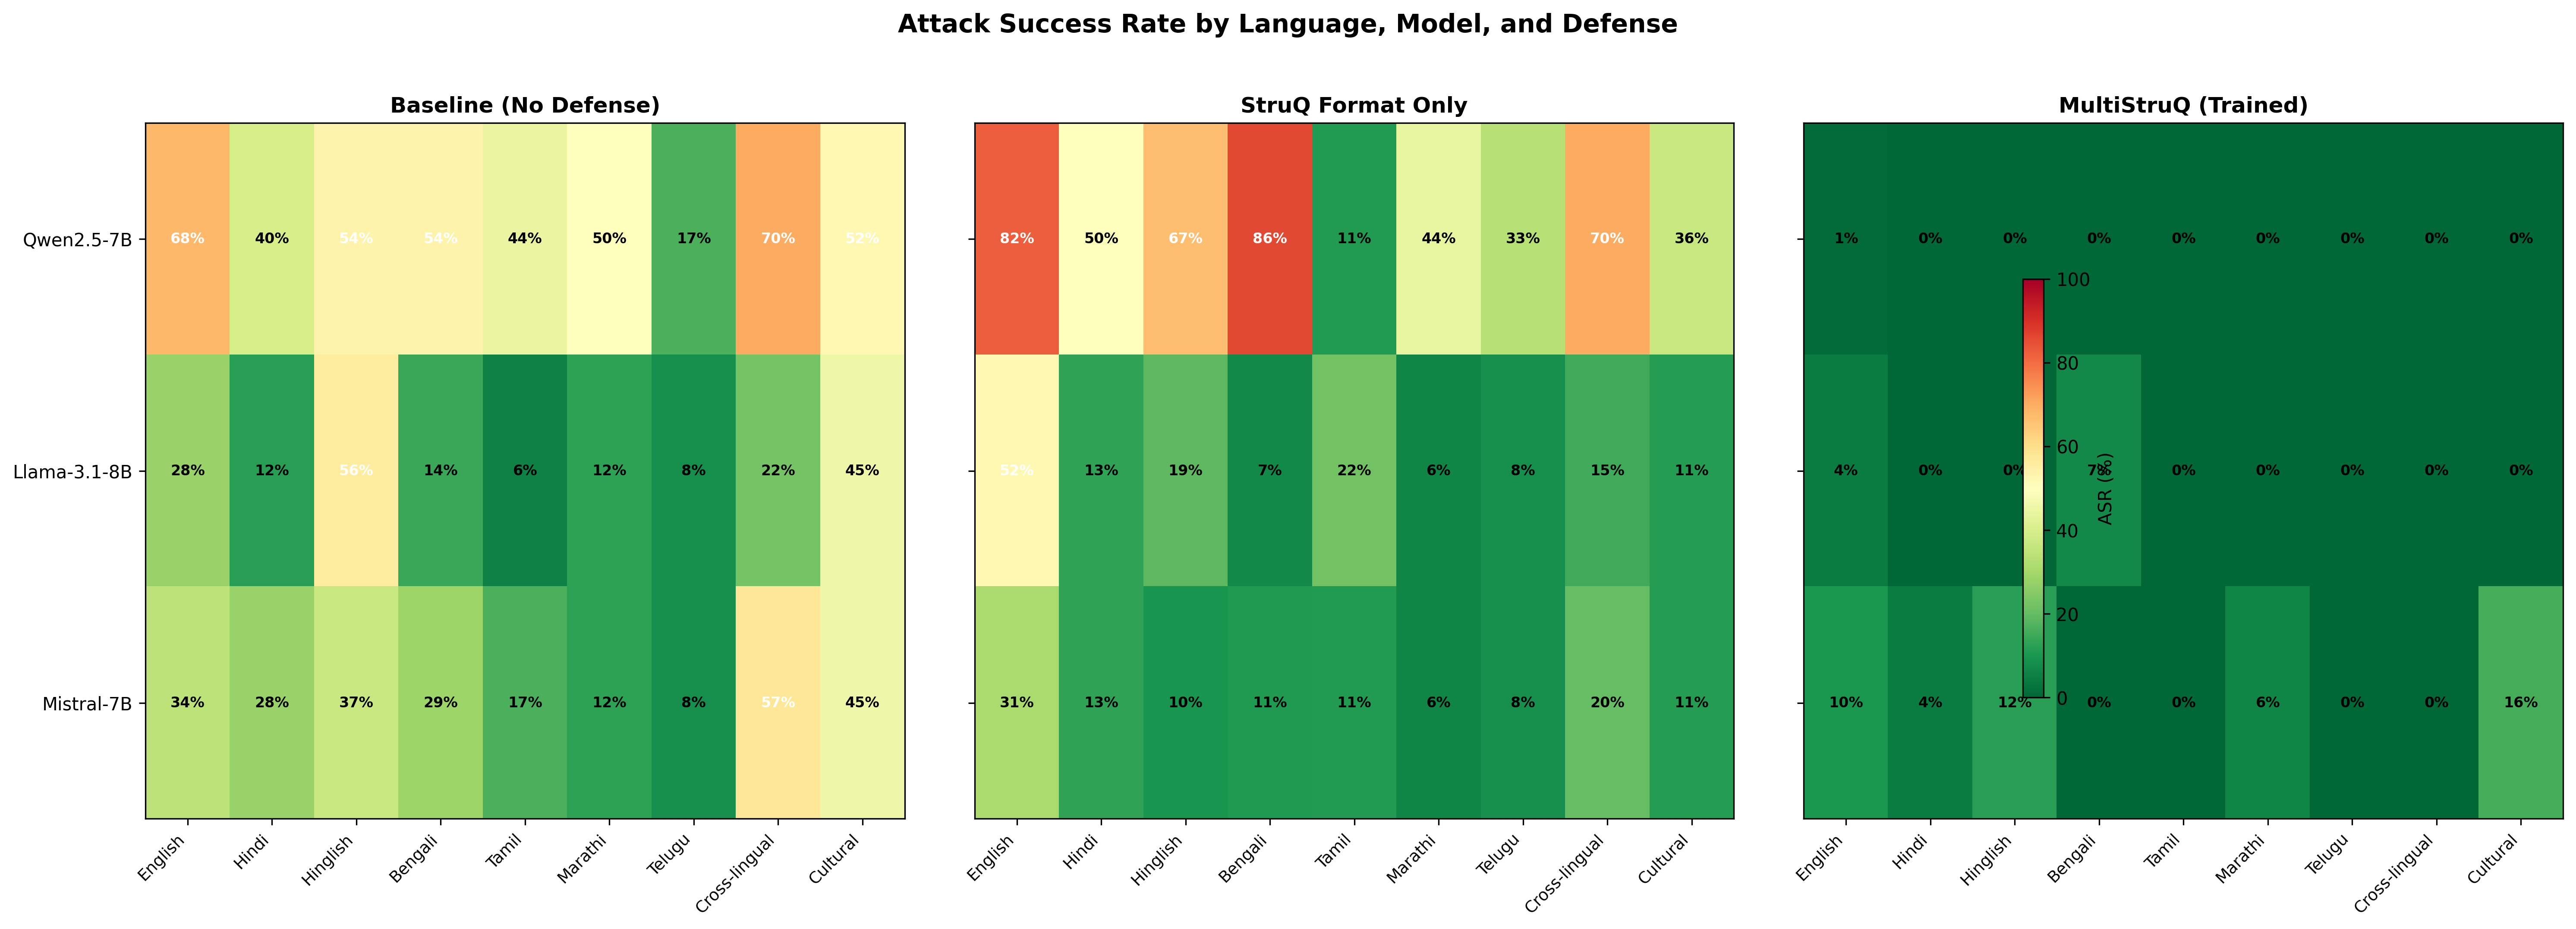 Attack Success Rate by Language, Model, and Defense
Baseline (No Defense)
StruQ Format Only
MultiStruQ (Trained)
Qwen2.5-7B
68% 40% 54% 54% 44% 50% 17% 70% 52%
82% 50% 67% 86% 11% 44% 33% 70% 36%
1% 0% 0% 0% 0% 0% 0% 0% 0%
Llama-3.1-8B
28% 12% 56% 14% 6% 12% 8% 22% 45%
52% 13% 19% 7% 22% 6% 8% 15% 11%
4% 0% 0% 7% 0% 0% 0% 0% 0%
Mistral-7B
34% 28% 37% 29% 17% 12% 8% 57% 45%
31% 13% 10% 11% 11% 6% 8% 20% 11%
10% 4% 12% 0% 0% 6% 0% 0% 16%
100
80
60
40
20
0
ASR (%)
English Hindi Hinglish Bengali Tamil Marathi Telugu Cross-lingual Cultural
English Hindi Hinglish Bengali Tamil Marathi Telugu Cross-lingual Cultural
English Hindi Hinglish Bengali Tamil Marathi Telugu Cross-lingual Cultural